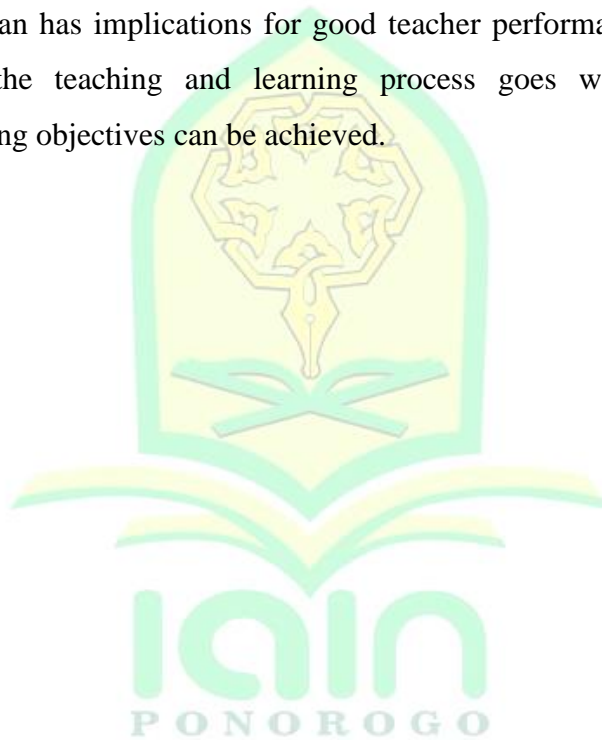 an has implications for good teacher performa
the teaching and learning process goes w
ng objectives can be achieved.
iain
PONOROGO